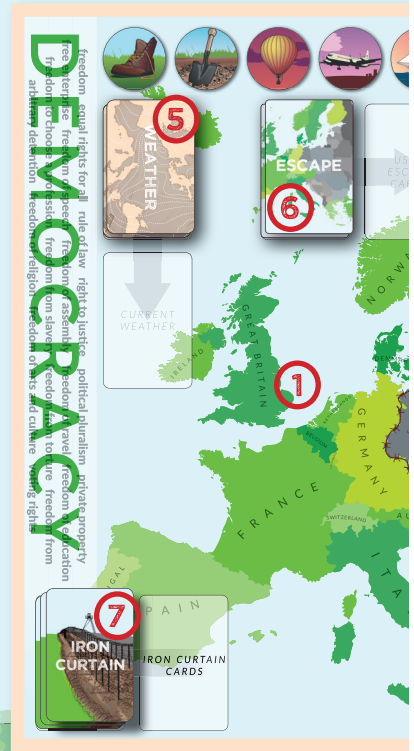 DEMOCRACY
freedom equal rights for all rule of law right to justice political pluralism private property
free enterprise freedom of speech freedom of assembly freedom of travel freedom of education
freedom to choose a profession freedom from slavery freedom from torture freedom from
arbitrary detention freedom of religion freedom of arts and culture voting rights
WEATHER
5
ESCAPE
6
CURRENT
WEATHER
NORW
GREAT BRITAIN
IRELAND
1
BELGIUM
GERMANY
FRANCE
SWITZERLAND
AU
ITA
GAL
PAIN
7
IRON
CURTAIN
IRON CURTAIN
CARDS